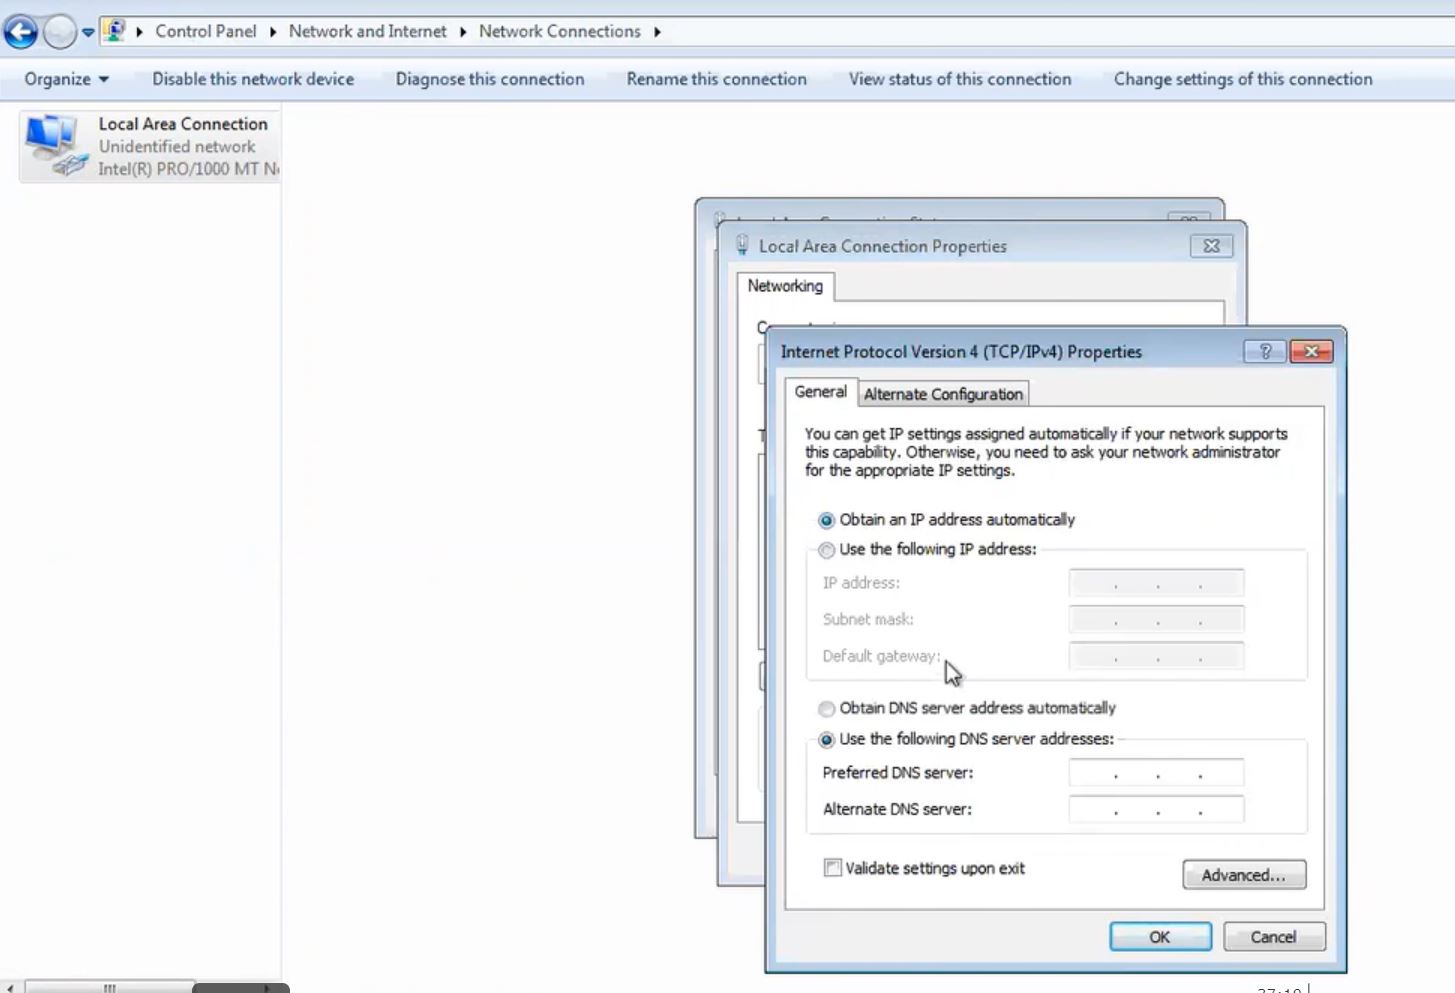 Control Panel Network and Internet Network Connections
Organize Disable this network device Diagnose this connection Rename this connection View status of this connection Change settings of this connection
Local Area Connection
Unidentified network
Intel(R) PRO/1000 MT
Local Area Connection Properties
Networking
Internet Protocol Version 4 (TCP/IPv4) Properties
General Alternate Configuration
You can get IP settings assigned automatically if your network supports
this capability. Otherwise, you need to ask your network administrator
for the appropriate IP settings.
Obtain an IP address automatically
Use the following IP address:
IP address:
Subnet mask:
Default gateway:
Obtain DNS server address automatically
Use the following DNS server addresses:
Preferred DNS server:
Alternate DNS server:
Validate settings upon exit
Advanced...
OK Cancel